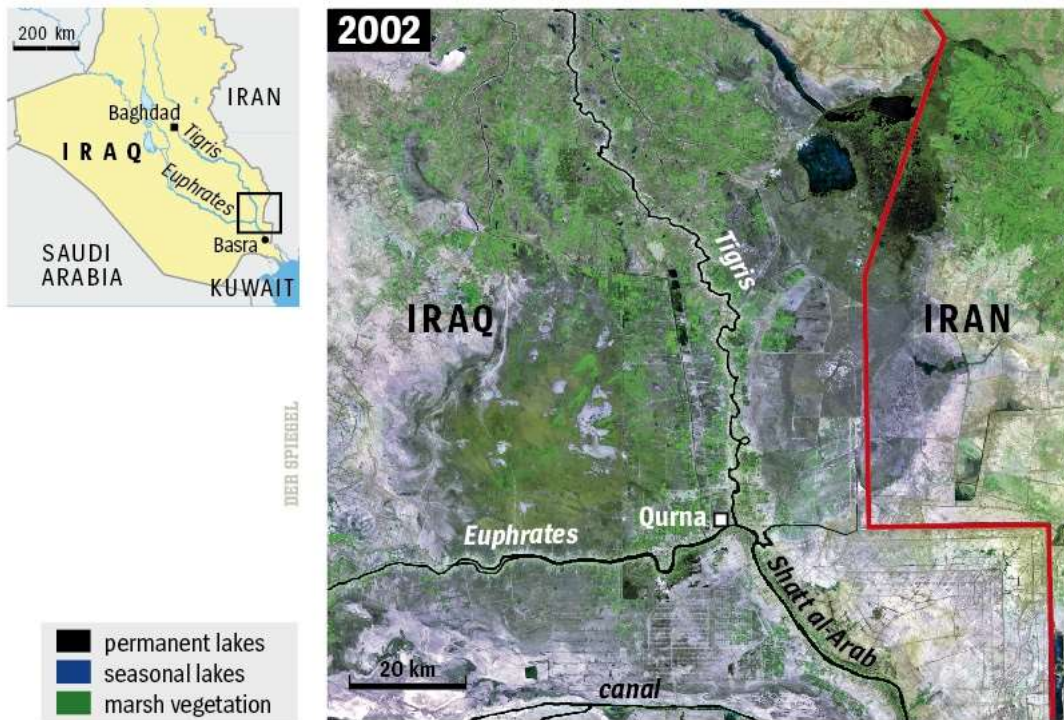 200 km
IRAN
Baghdad
Tigris
IRAQ
Euphrates
Basra
SAUDI
ARABIA
KUWAIT
DER SPIEGEL
permanent lakes
seasonal lakes
marsh vegetation
2002
Tigris
IRAQ
IRAN
Qurna
Euphrates
Shatt al-Arab
20 km
canal